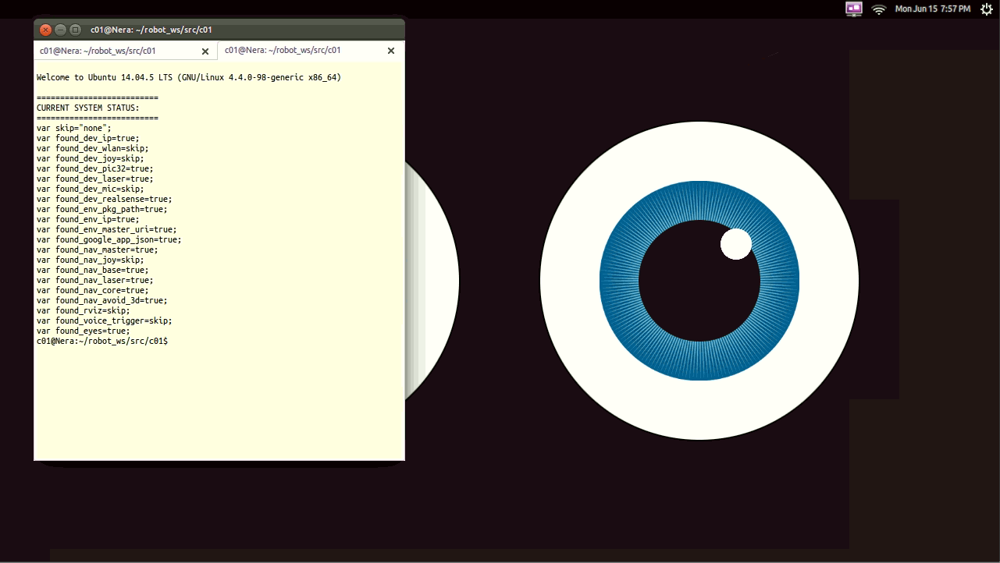 Mon Jun 15 7:57 PM
c01@Nera: ~/robot_ws/src/c01
c01@Nera: ~/robot_ws/src/c01
c01@Nera: ~/robot_ws/src/c01
Welcome to Ubuntu 14.04.5 LTS (GNU/Linux 4.4.0-98-generic x86_64)
==========================
CURRENT SYSTEM STATUS:
==========================
var skip="none";
var found_dev_ip=true;
var found_dev_wlan=skip;
var found_dev_joy=skip;
var found_dev_pic32=true;
var found_dev_laser=true;
var found_dev_mic=skip;
var found_dev_realsense=true;
var found_env_pkg_path=true;
var found_env_ip=true;
var found_env_master_uri=true;
var found_google_app_json=true;
var found_nav_master=true;
var found_nav_joy=skip;
var found_nav_base=true;
var found_nav_laser=true;
var found_nav_core=true;
var found_nav_avoid_3d=true;
var found_rviz=skip;
var found_voice_trigger=skip;
var found_eyes=true;
c01@Nera:~/robot_ws/src/c01$